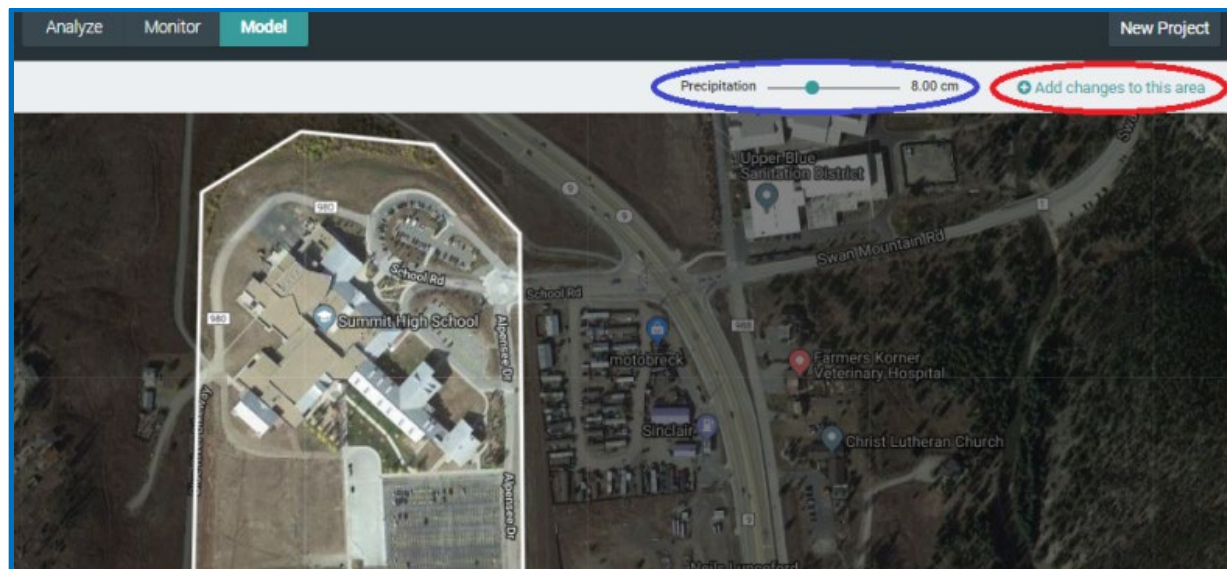 Analyze Monitor Model New Project
Precipitation 8.00 cm Add changes to this area
Upper Blue
Sanitation District
9
9
1
980
Swan Mountain Rd
School Rd
School Rd
980
988
Summit High School
Alpensee Dr
motobreck
Farmers Korner
Veterinary Hospital
Sinclair
Christ Lutheran Church
Alpensee Dr
9